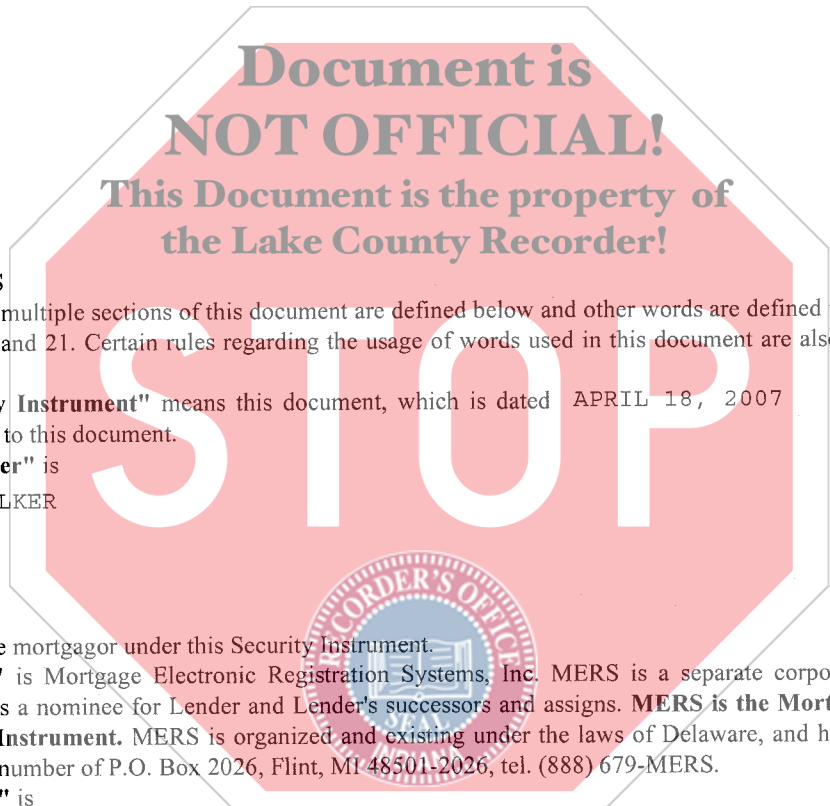 Document is
NOT OFFICIAL!
This Document is the property of
the Lake County Recorder!
S
multiple sections of this document are defined below and other words are defined
and 21. Certain rules regarding the usage of words used in this document are also
y Instrument" means this document, which is dated APRIL 18, 2007
to this document.
er" is
LKER
STOP
RECORDER'S OFFICE
SEAL
INDIANA
e mortgagor under this Security Instrument.
" is Mortgage Electronic Registration Systems, Inc. MERS is a separate corpo
s a nominee for Lender and Lender's successors and assigns. MERS is the Mort
Instrument. MERS is organized and existing under the laws of Delaware, and h
number of P.O. Box 2026, Flint, MI 48501-2026, tel. (888) 679-MERS.
" is